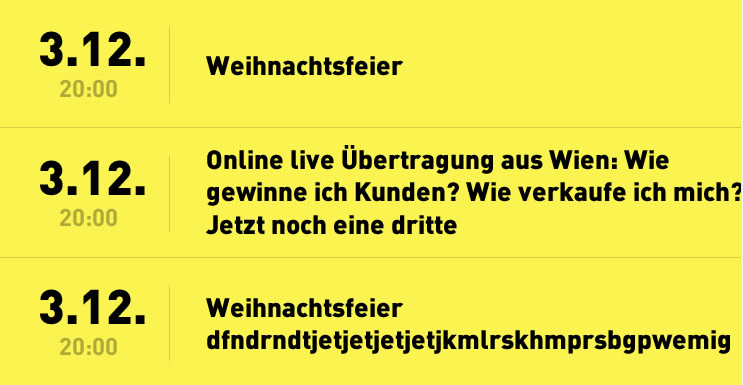 3.12.
20:00
Weihnachtsfeier
3.12.
20:00
Online live Übertragung aus Wien: Wie
gewinne ich Kunden? Wie verkaufe ich mich?
Jetzt noch eine dritte
3.12.
20:00
Weihnachtsfeier
dfndrndtjetjetjetjetjetjkmlrskhmprsbgpwemig